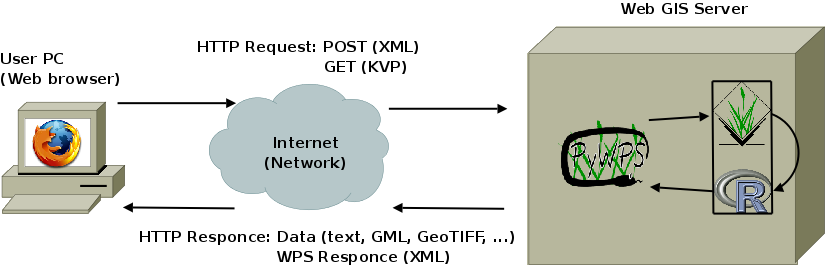 Web GIS Server
HTTP Request: POST (XML)
GET (KVP)
User PC
(Web browser)
Internet
(Network)
PyWPS
R
HTTP Responce: Data (text, GML, GeoTIFF, ...)
WPS Responce (XML)